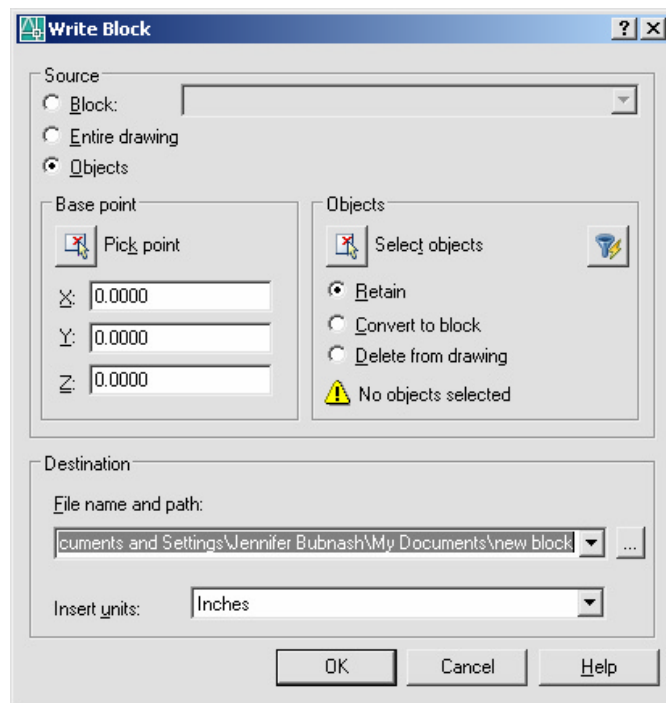 Write Block
Source
Block:
Entire drawing
Objects
Base point
Pick point
X: 0.0000
Y: 0.0000
Z: 0.0000
Objects
Select objects
Retain
Convert to block
Delete from drawing
No objects selected
Destination
File name and path:
cuments and Settings\Jennifer Bubnash\My Documents\new block
...
Insert units: Inches
OK Cancel Help